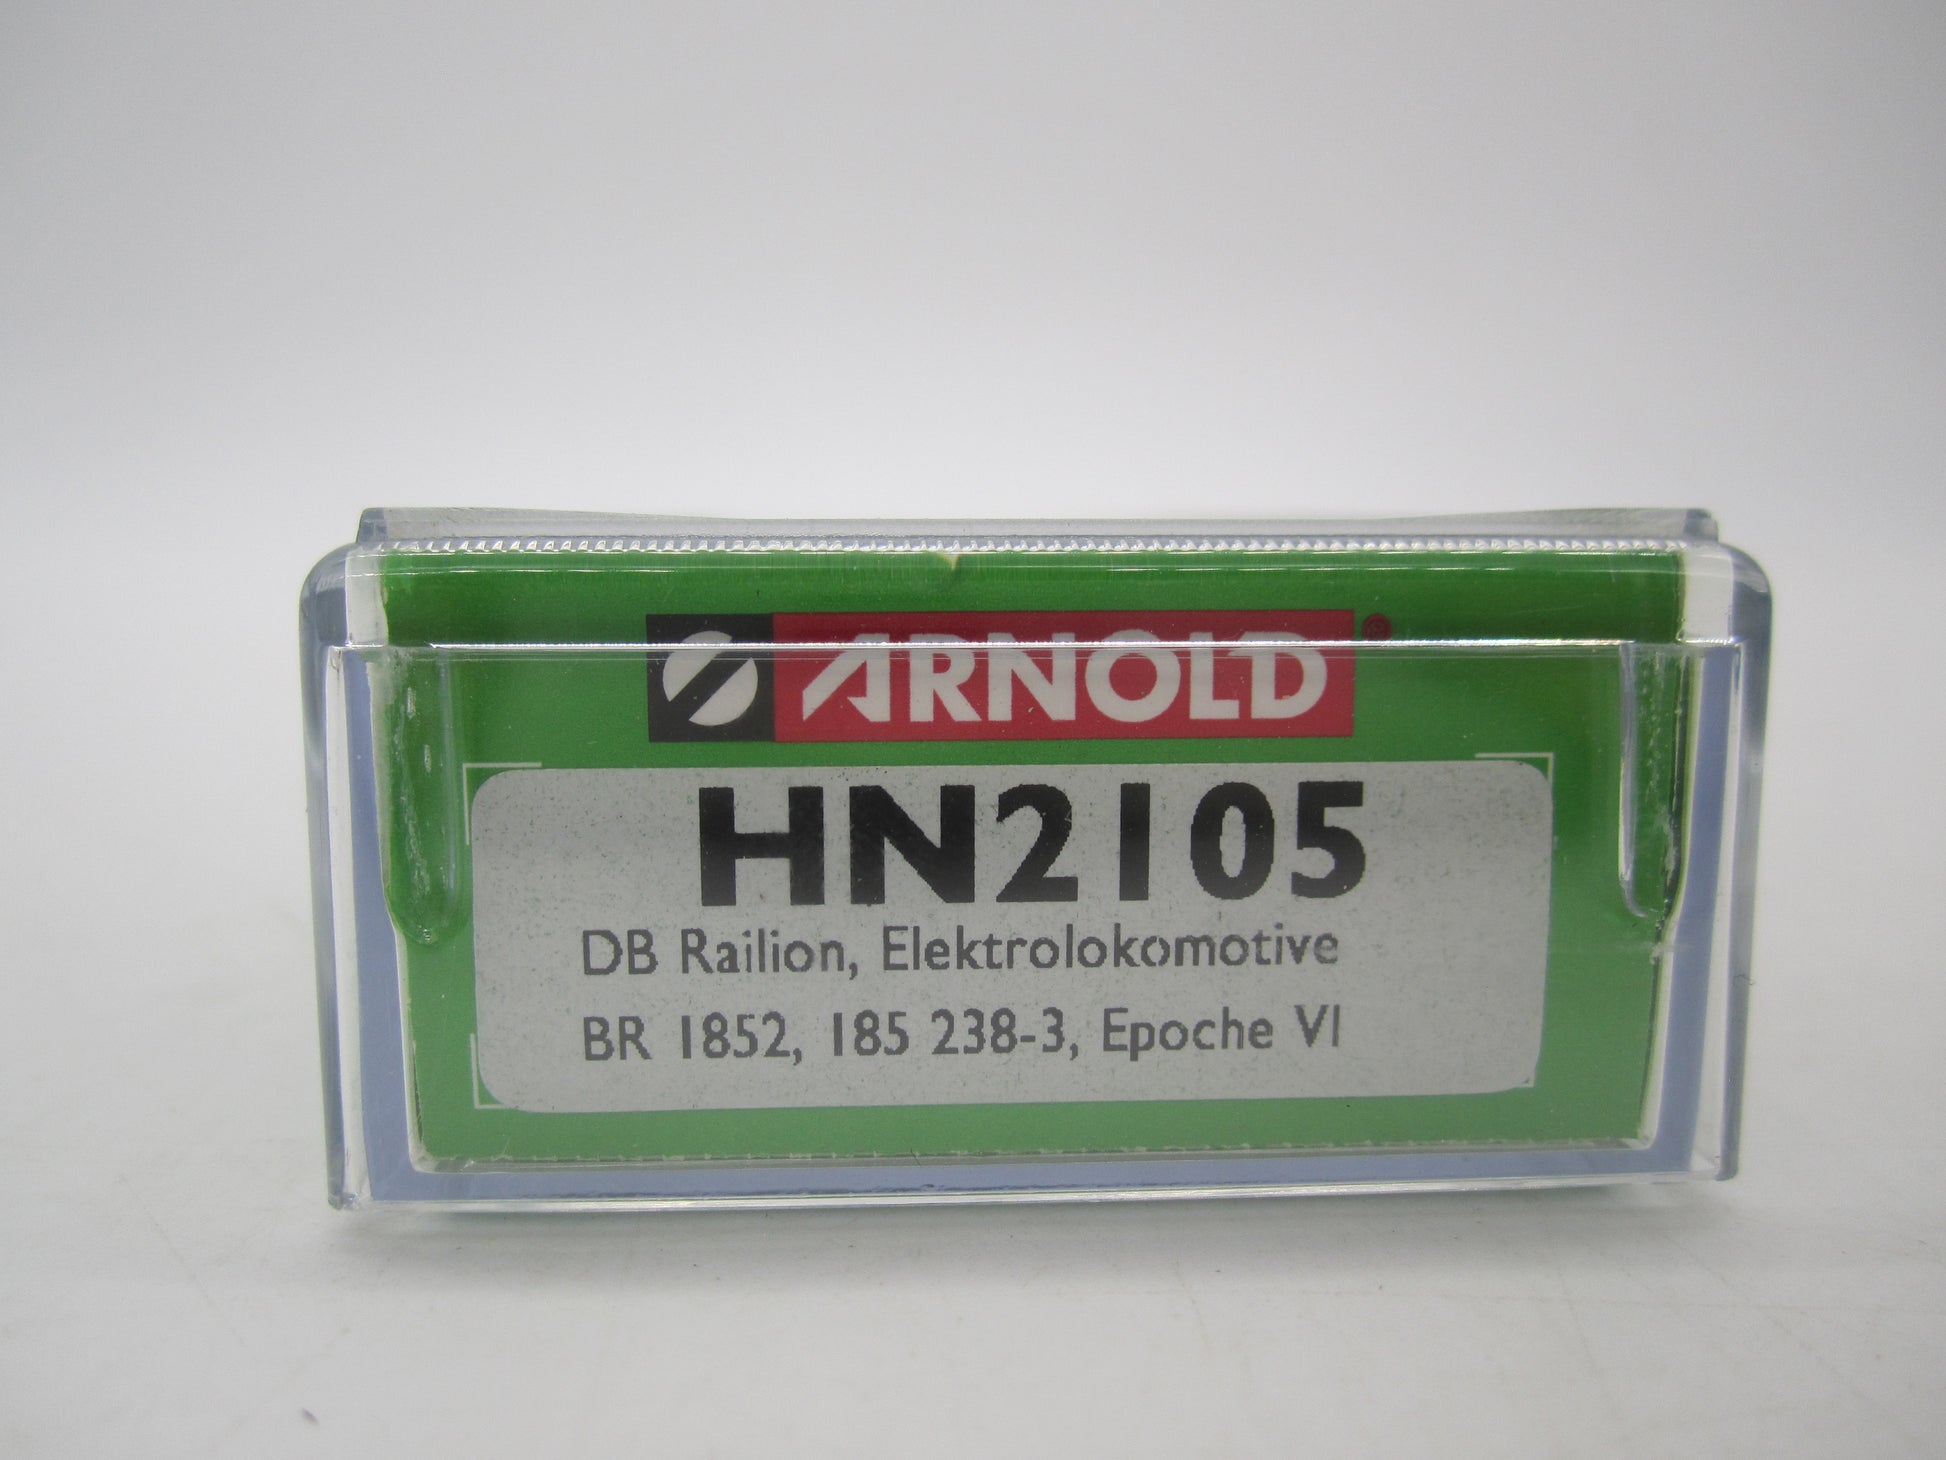 ARNOLD®
HN2105
DB Railion, Elektrolokomotive
BR 1852, 185 238-3, Epoche VI